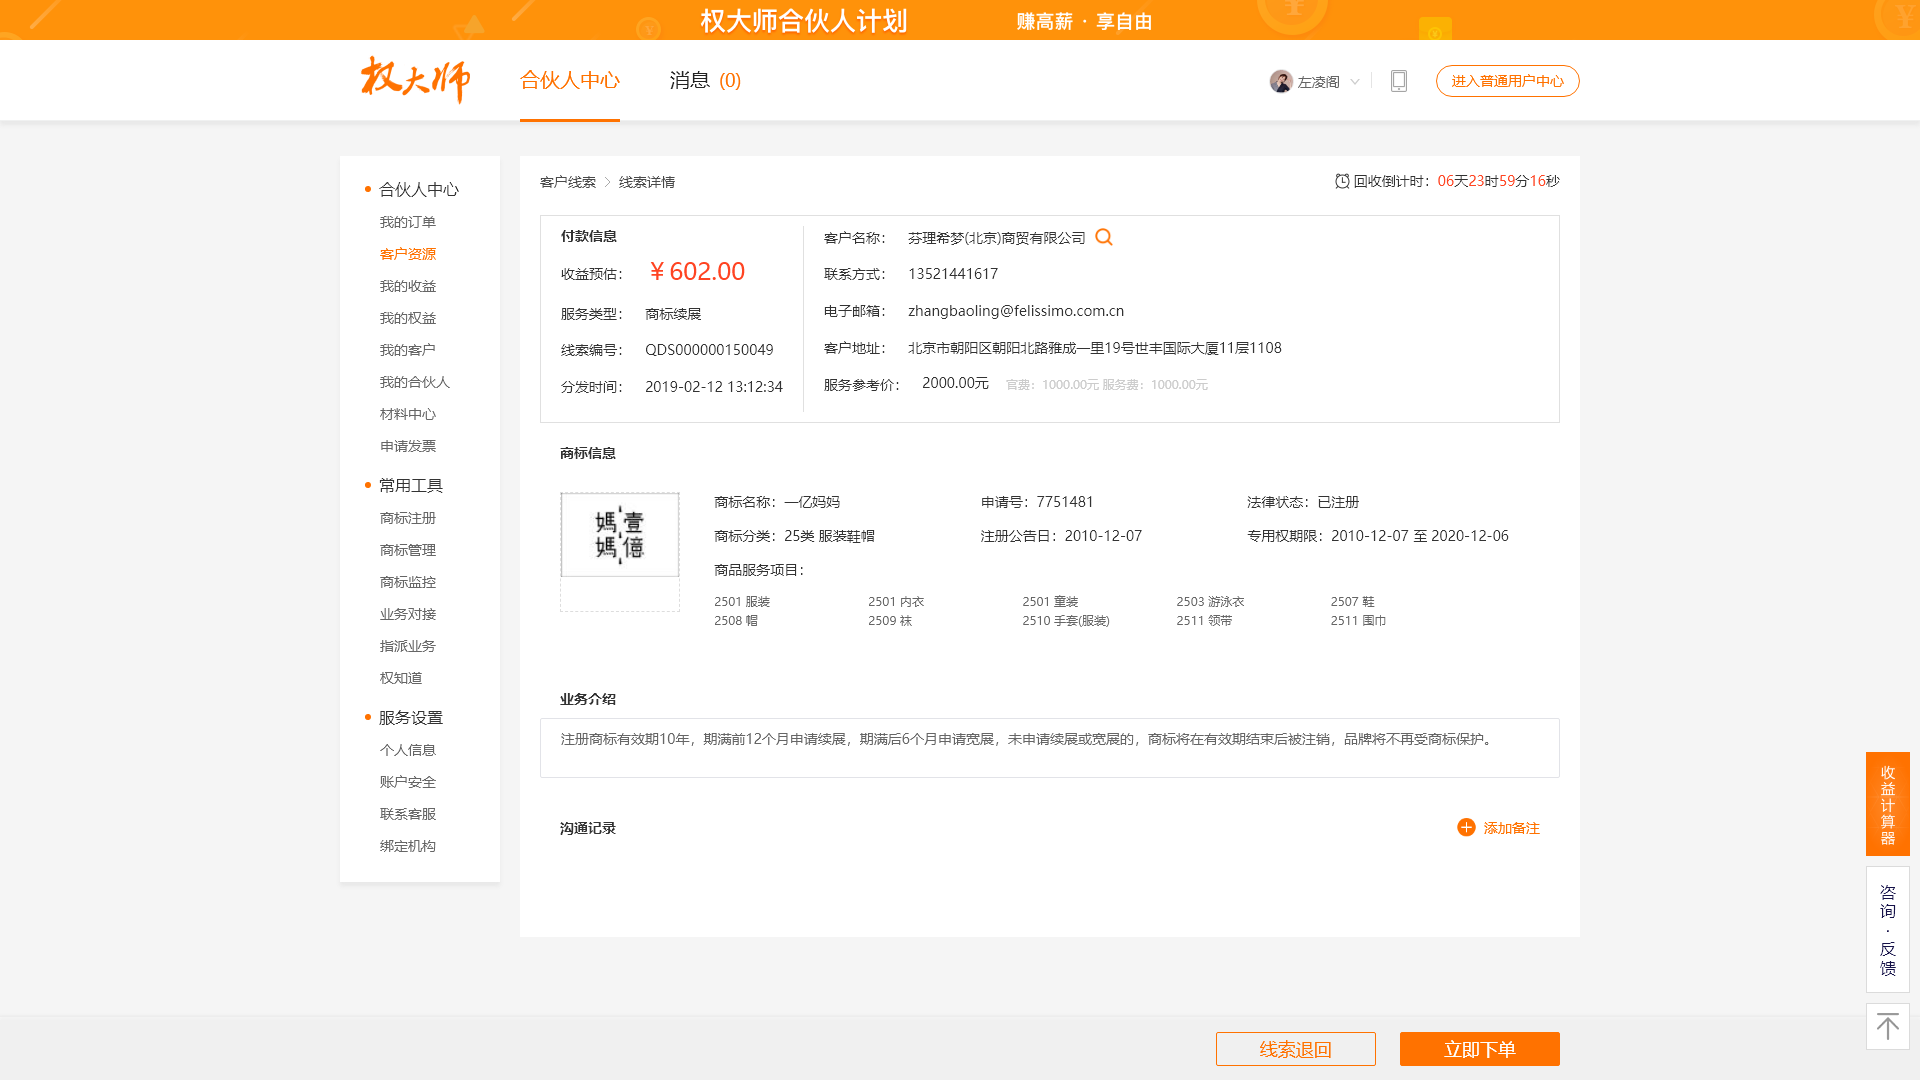 权大师合伙人计划 赚高薪 · 享自由
权大师 合伙人中心 消息 (0) 左凌阁 进入普通用户中心
合伙人中心
我的订单
客户资源
我的收益
我的权益
我的客户
我的合伙人
材料中心
申请发票
常用工具
商标注册
商标管理
商标监控
业务对接
指派业务
权知道
服务设置
个人信息
账户安全
联系客服
绑定机构
客户线索 > 线索详情 回收倒计时：06天23时59分16秒
付款信息
收益预估： ¥602.00
服务类型： 商标续展
线索编号： QDS000000150049
分发时间： 2019-02-12 13:12:34
客户名称： 芬理希梦(北京)商贸有限公司
联系方式： 13521441617
电子邮箱： zhangbaoling@felissimo.com.cn
客户地址： 北京市朝阳区朝阳北路雅成一里19号世丰国际大厦11层1108
服务参考价： 2000.00元 官费：1000.00元 服务费：1000.00元
商标信息
壹億
媽媽
商标名称：一亿妈妈 申请号：7751481 法律状态：已注册
商标分类：25类 服装鞋帽 注册公告日：2010-12-07 专用权期限：2010-12-07 至 2020-12-06
商品服务项目：
2501 服装 2501 内衣 2501 童装 2503 游泳衣 2507 鞋
2508 帽 2509 袜 2510 手套(服装) 2511 领带 2511 围巾
业务介绍
注册商标有效期10年，期满前12个月申请续展，期满后6个月申请宽展，未申请续展或宽展的，商标将在有效期结束后被注销，品牌将不再受商标保护。
沟通记录 添加备注
收益计算器
咨询·反馈
线索退回 立即下单